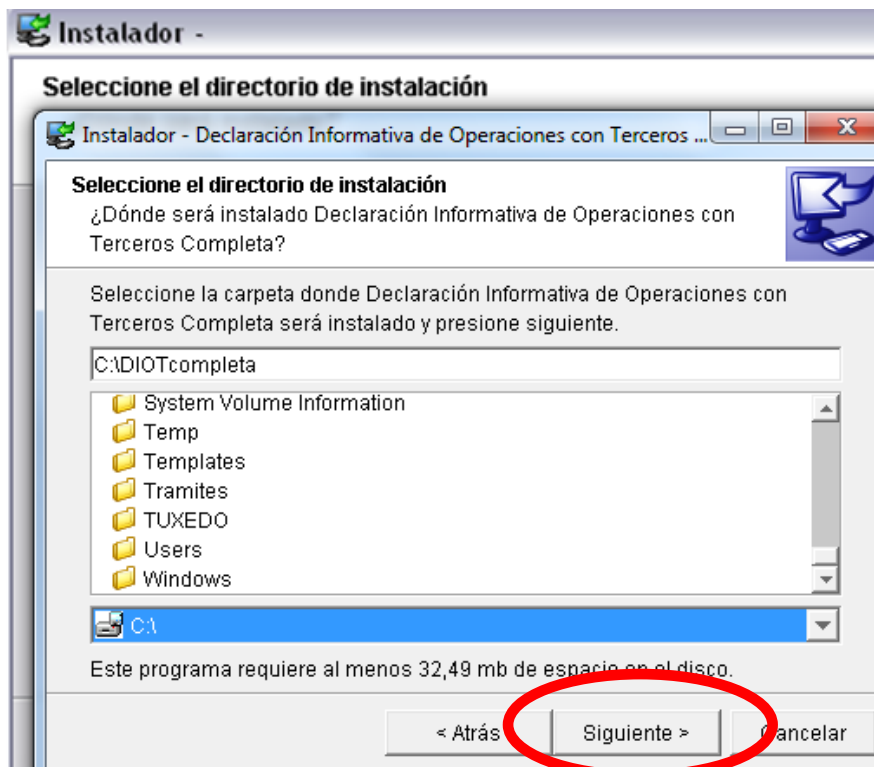 Instalador -
Seleccione el directorio de instalación
Instalador - Declaración Informativa de Operaciones con Terceros ...
Seleccione el directorio de instalación
¿Dónde será instalado Declaración Informativa de Operaciones con
Terceros Completa?
Seleccione la carpeta donde Declaración Informativa de Operaciones con
Terceros Completa será instalado y presione siguiente.
C:\DIOTcompleta
System Volume Information
Temp
Templates
Tramites
TUXEDO
Users
Windows
C:\
Este programa requiere al menos 32,49 mb de espacio en el disco.
< Atrás
Siguiente >
Cancelar